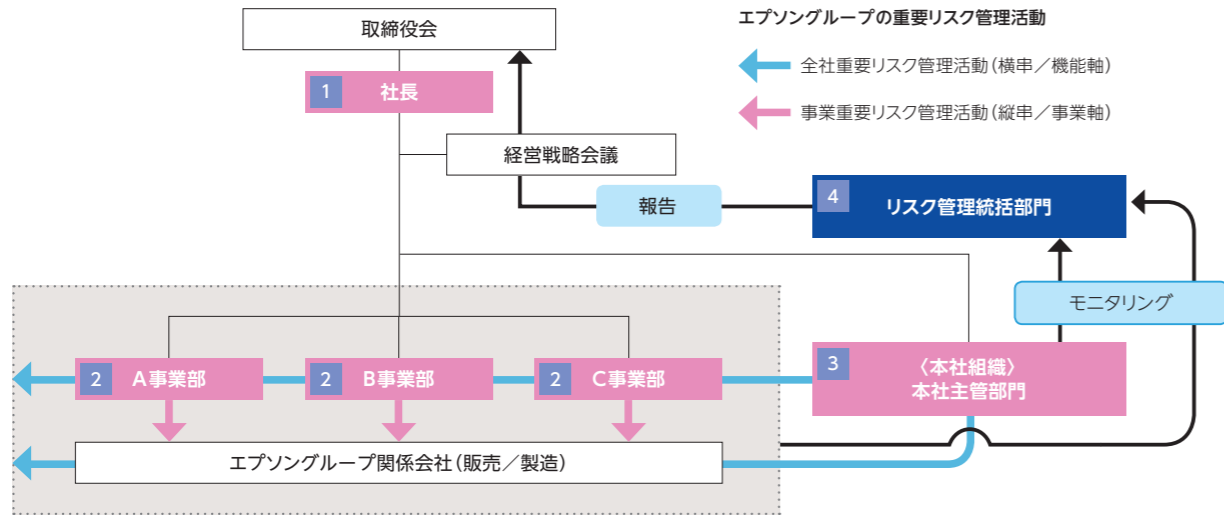 取締役会
エプソングループの重要リスク管理活動
全社重要リスク管理活動（横串／機能軸）
事業重要リスク管理活動（縦串／事業軸）
1 社長
経営戦略会議
報告
4 リスク管理統括部門
モニタリング
2 A事業部
2 B事業部
2 C事業部
3 〈本社組織〉
本社主管部門
エプソングループ関係会社（販売／製造）